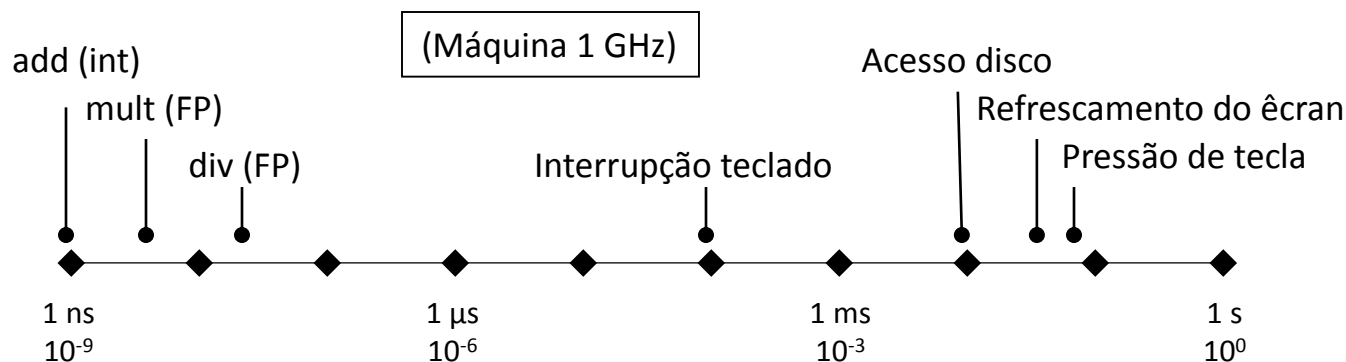 (Máquina 1 GHz)
add (int)
mult (FP)
div (FP)
Interrupção teclado
Acesso disco
Refrescamento do êcran
Pressão de tecla
1 ns
10⁻⁹
1 μs
10⁻⁶
1 ms
10⁻³
1 s
10⁰